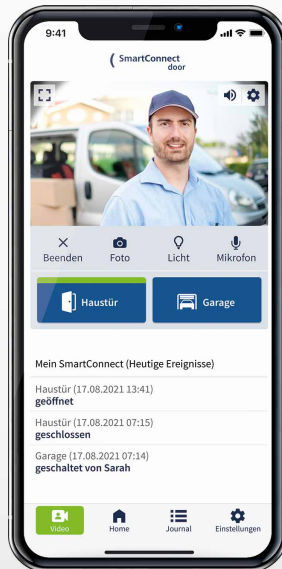 9:41
SmartConnect
door
Beenden Foto Licht Mikrofon
Haustür Garage
Mein SmartConnect (Heutige Ereignisse)
Haustür (17.08.2021 13:41)
geöffnet
Haustür (17.08.2021 07:15)
geschlossen
Garage (17.08.2021 07:14)
geschaltet von Sarah
Video Home Journal Einstellungen